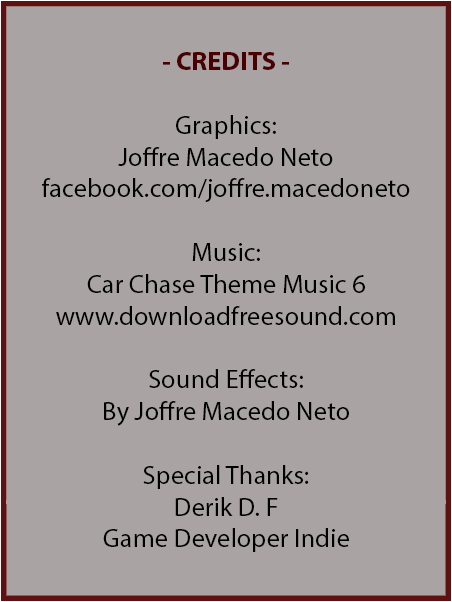 - CREDITS -
Graphics:
Joffre Macedo Neto
facebook.com/joffre.macedoneto
Music:
Car Chase Theme Music 6
www.downloadfreesound.com
Sound Effects:
By Joffre Macedo Neto
Special Thanks:
Derik D. F
Game Developer Indie